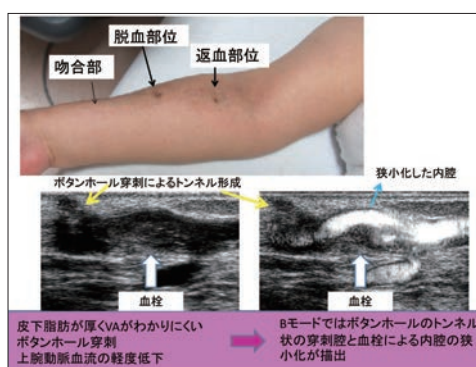 脱血部位
返血部位
吻合部
ボタンホール穿刺によるトンネル形成
狭小化した内腔
血栓
血栓
皮下脂肪が厚くVAがわかりにくい
ボタンホール穿刺
上腕動脈血流の軽度低下
Bモードではボタンホールのトンネル
状の穿刺腔と血栓による内腔の狭
小化が描出